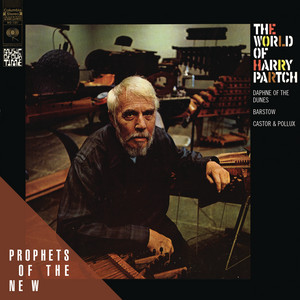 THE
WORLD
OF
HARRY
PARTCH
DAPHNE OF THE
DUNES
BARSTOW
CASTOR & POLLUX
PROPHETS
OF THE
NEW